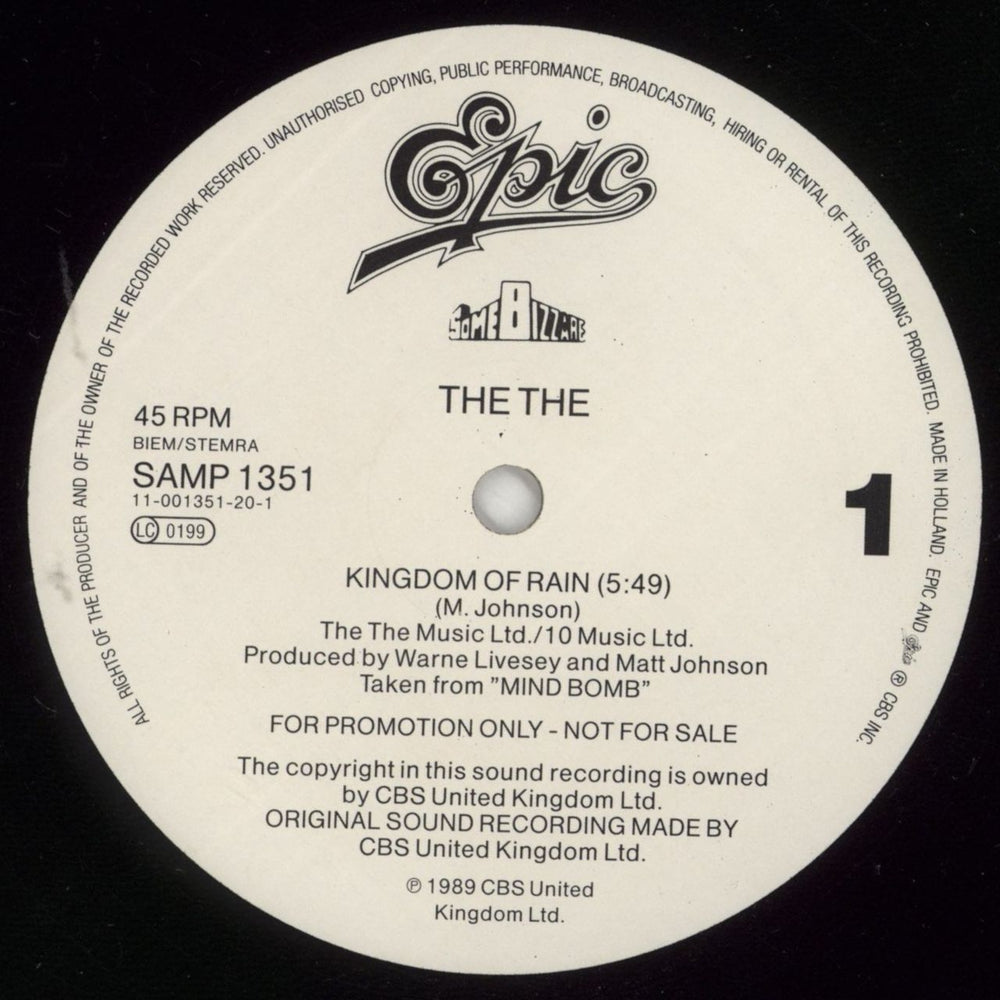 ALL RIGHTS OF THE PRODUCER AND OF THE OWNER OF THE RECORDED WORK RESERVED. UNAUTHORISED COPYING, PUBLIC PERFORMANCE, BROADCASTING, HIRING OR RENTAL OF THIS RECORDING PROHIBITED. MADE IN HOLLAND. EPIC AND Epic ® CBS INC.
Epic
SOME BIZZARE
THE THE
45 RPM
BIEM/STEMRA
SAMP 1351
11-001351-20-1
LC 0199
1
KINGDOM OF RAIN (5:49)
(M. Johnson)
The The Music Ltd./10 Music Ltd.
Produced by Warne Livesey and Matt Johnson
Taken from "MIND BOMB"
FOR PROMOTION ONLY - NOT FOR SALE
The copyright in this sound recording is owned
by CBS United Kingdom Ltd.
ORIGINAL SOUND RECORDING MADE BY
CBS United Kingdom Ltd.
℗ 1989 CBS United
Kingdom Ltd.